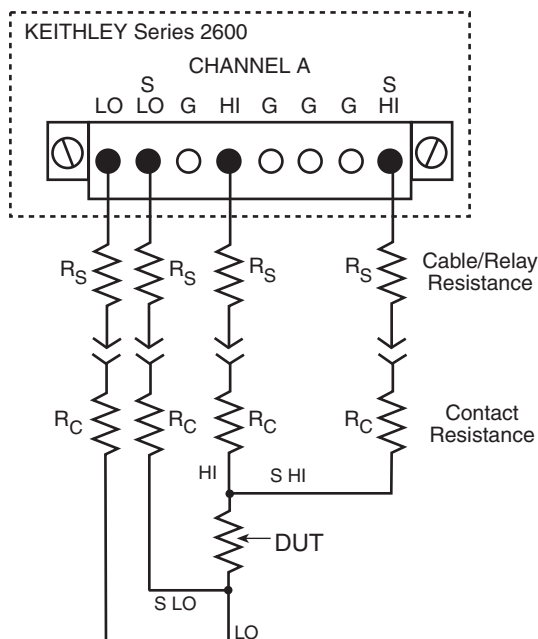 KEITHLEY Series 2600
CHANNEL A
S S
LO LO G HI G G G HI
RS RS RS RS Cable/Relay
Resistance
RC RC RC RC Contact
Resistance
HI S HI
DUT
S LO
LO